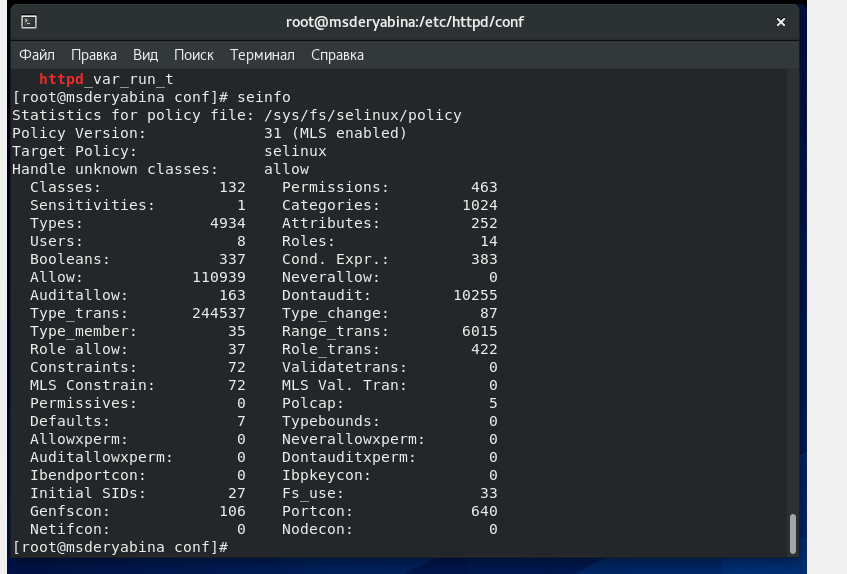 root@msderyabina:/etc/httpd/conf
Файл Правка Вид Поиск Терминал Справка
httpd_var_run_t
[root@msderyabina conf]# seinfo
Statistics for policy file: /sys/fs/selinux/policy
Policy Version: 31 (MLS enabled)
Target Policy: selinux
Handle unknown classes: allow
Classes: 132 Permissions: 463
Sensitivities: 1 Categories: 1024
Types: 4934 Attributes: 252
Users: 8 Roles: 14
Booleans: 337 Cond. Expr.: 383
Allow: 110939 Neverallow: 0
Auditallow: 163 Dontaudit: 10255
Type_trans: 244537 Type_change: 87
Type_member: 35 Range_trans: 6015
Role allow: 37 Role_trans: 422
Constraints: 72 Validatetrans: 0
MLS Constrain: 72 MLS Val. Tran: 0
Permissives: 0 Polcap: 5
Defaults: 7 Typebounds: 0
Allowxperm: 0 Neverallowxperm: 0
Auditallowxperm: 0 Dontauditxperm: 0
Ibendportcon: 0 Ibpkeycon: 0
Initial SIDs: 27 Fs_use: 33
Genfscon: 106 Portcon: 640
Netifcon: 0 Nodecon: 0
[root@msderyabina conf]#